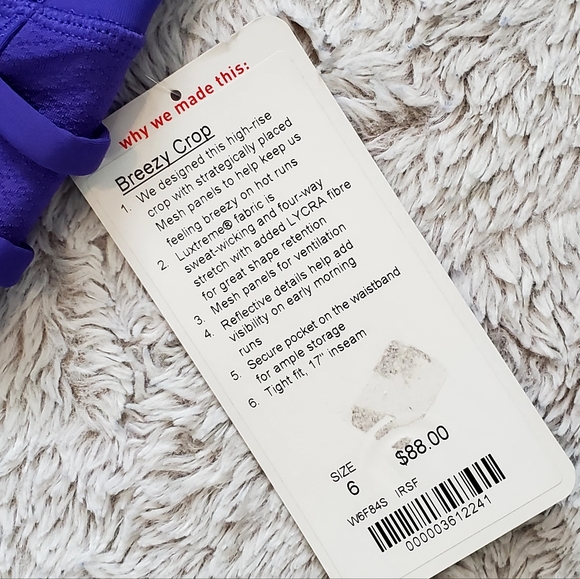 why we made this:
Breezy Crop
1. We designed this high-rise
crop with strategically placed
Mesh panels to help keep us
feeling breezy on hot runs
2. Luxtreme® fabric is
sweat-wicking and four-way
stretch with added LYCRA fibre
for great shape retention
3. Mesh panels for ventilation
4. Reflective details help add
visibility on early morning
runs
5. Secure pocket on the waistband
for ample storage
6. Tight fit, 17" inseam
SIZE
6
$88.00
W6F84S IRSF
000003612241